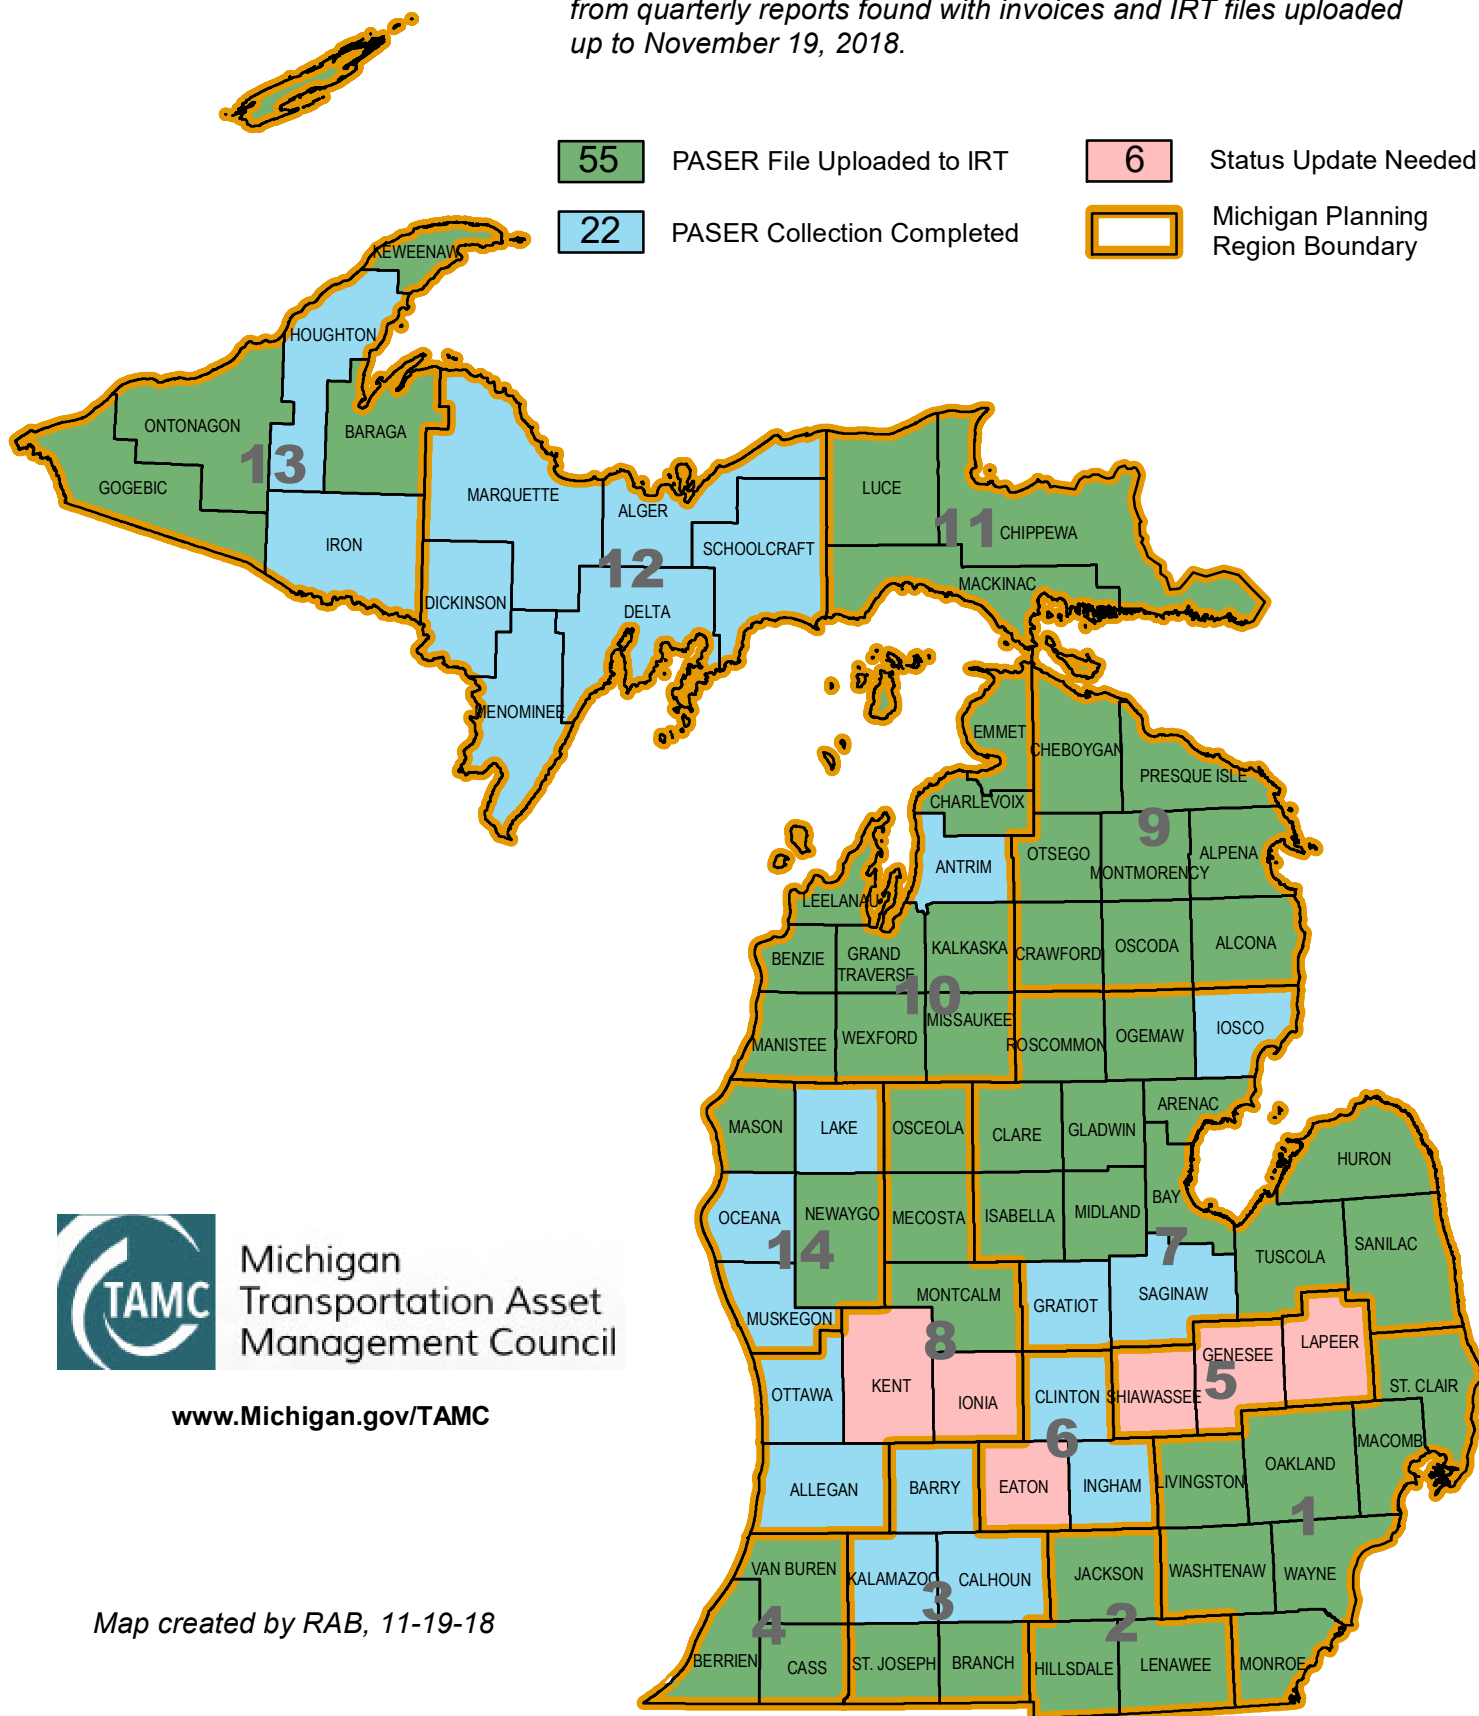 from quarterly reports found with invoices and IRT files uploaded
up to November 19, 2018.
55 PASER File Uploaded to IRT
6 Status Update Needed
22 PASER Collection Completed
Michigan Planning
Region Boundary
KEWEENAW
HOUGHTON
ONTONAGON
BARAGA
13
GOGEBIC
IRON
MARQUETTE
ALGER
SCHOOLCRAFT
12
DICKINSON
DELTA
MENOMINEE
LUCE
11
CHIPPEWA
MACKINAC
EMMET
CHEBOYGAN
PRESQUE ISLE
CHARLEVOIX
9
ANTRIM
OTSEGO
MONTMORENCY
ALPENA
LEELANAU
BENZIE
GRAND
TRAVERSE
KALKASKA
CRAWFORD
OSCODA
ALCONA
10
MANISTEE
WEXFORD
MISSAUKEE
ROSCOMMON
OGEMAW
IOSCO
ARENAC
MASON
LAKE
OSCEOLA
CLARE
GLADWIN
HURON
OCEANA
NEWAYGO
MECOSTA
ISABELLA
MIDLAND
BAY
14
7
TUSCOLA
SANILAC
MUSKEGON
MONTCALM
GRATIOT
SAGINAW
8
KENT
IONIA
OTTAWA
CLINTON
SHIAWASSEE
GENESEE
5
LAPEER
ST. CLAIR
6
MACOMB
ALLEGAN
BARRY
EATON
INGHAM
LIVINGSTON
OAKLAND
1
VAN BUREN
KALAMAZOO
CALHOUN
JACKSON
WASHTENAW
WAYNE
4
3
2
BERRIEN
CASS
ST. JOSEPH
BRANCH
HILLSDALE
LENAWEE
MONROE
TAMC
Michigan
Transportation Asset
Management Council
www.Michigan.gov/TAMC
Map created by RAB, 11-19-18